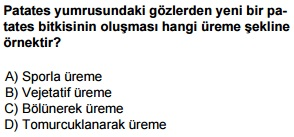 Patates yumrusundaki gözlerden yeni bir pa-
tates bitkisinin oluşması hangi üreme şekline
örnektir?
A) Sporla üreme
B) Vejetatif üreme
C) Bölünerek üreme
D) Tomurcuklanarak üreme